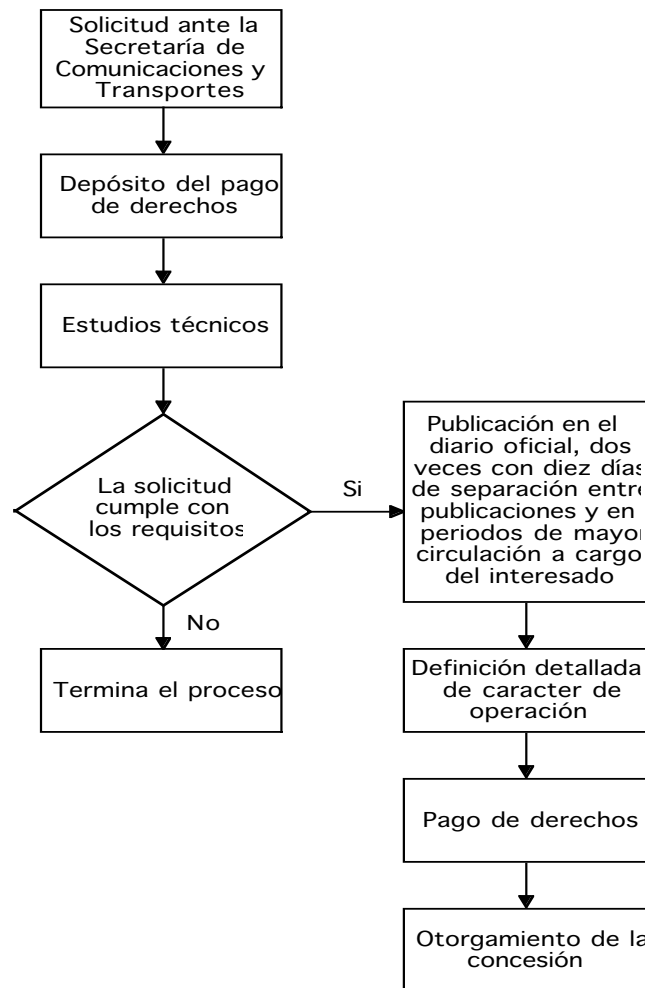 Solicitud ante la
Secretaría de
Comunicaciones y
Transportes
Depósito del pago
de derechos
Estudios técnicos
La solicitud
cumple con
los requisitos
Si
No
Termina el proceso
Publicación en el
diario oficial, dos
veces con diez días
de separación entre
publicaciones y en
periodos de mayor
circulación a cargo
del interesado
Definición detallada
de caracter de
operación
Pago de derechos
Otorgamiento de la
concesión